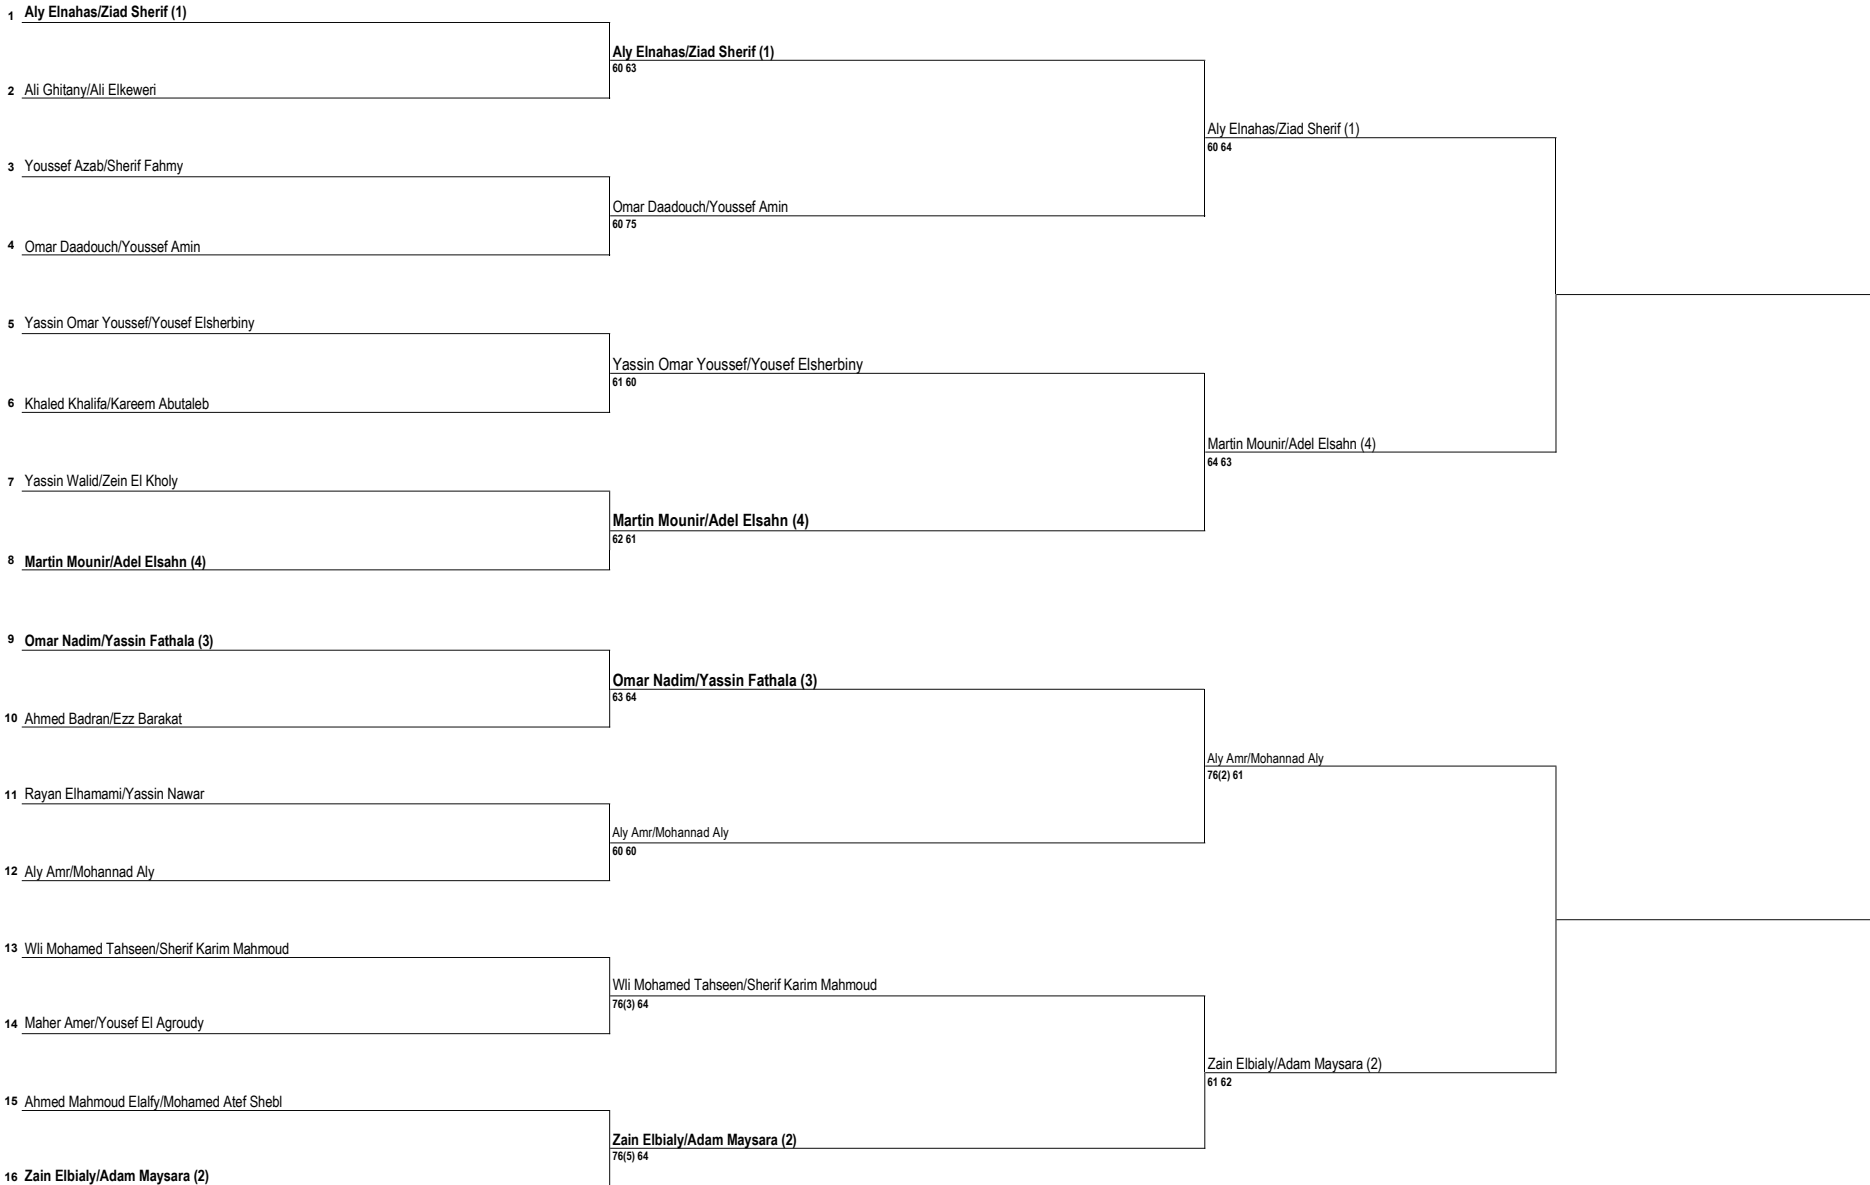 1 Aly Elnahas/Ziad Sherif (1)
Aly Elnahas/Ziad Sherif (1)
60 63
2 Ali Ghitany/Ali Elkeweri
Aly Elnahas/Ziad Sherif (1)
60 64
3 Youssef Azab/Sherif Fahmy
Omar Daadouch/Youssef Amin
60 75
4 Omar Daadouch/Youssef Amin
5 Yassin Omar Youssef/Yousef Elsherbiny
Yassin Omar Youssef/Yousef Elsherbiny
61 60
6 Khaled Khalifa/Kareem Abutaleb
Martin Mounir/Adel Elsahn (4)
64 63
7 Yassin Walid/Zein El Kholy
Martin Mounir/Adel Elsahn (4)
62 61
8 Martin Mounir/Adel Elsahn (4)
9 Omar Nadim/Yassin Fathala (3)
Omar Nadim/Yassin Fathala (3)
63 64
10 Ahmed Badran/Ezz Barakat
Aly Amr/Mohannad Aly
76(2) 61
11 Rayan Elhamami/Yassin Nawar
Aly Amr/Mohannad Aly
60 60
12 Aly Amr/Mohannad Aly
13 Wli Mohamed Tahseen/Sherif Karim Mahmoud
Wli Mohamed Tahseen/Sherif Karim Mahmoud
76(3) 64
14 Maher Amer/Yousef El Agroudy
Zain Elbialy/Adam Maysara (2)
61 62
15 Ahmed Mahmoud Elalfy/Mohamed Atef Shebl
Zain Elbialy/Adam Maysara (2)
76(5) 64
16 Zain Elbialy/Adam Maysara (2)